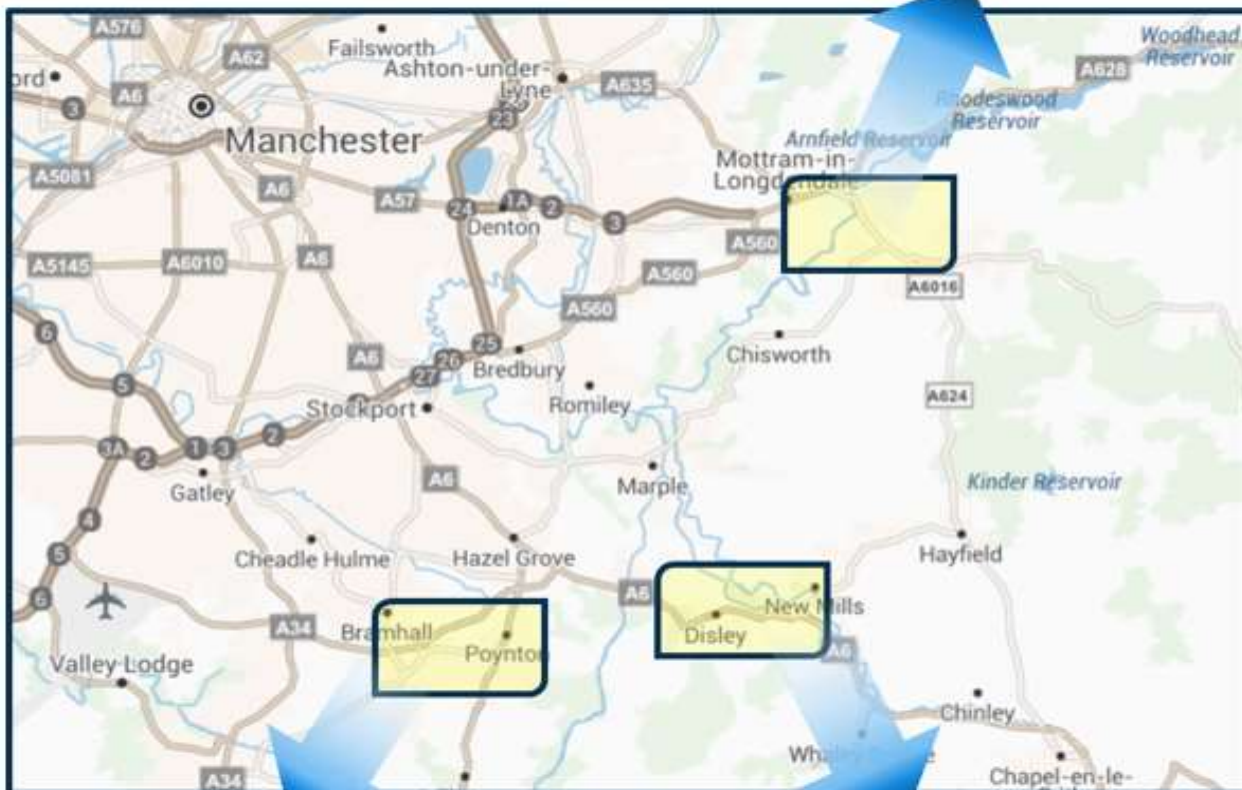 A576
A62
Failsworth
Woodhead
Reservoir
Ashton-under-
Lyne
A628
A6
A635
3
23
Rhodeswood
Reservoir
Manchester
Arnfield Reservoir
Mottram-in-
Longdendale
A5081
A6
A57
24
1A
2
3
Denton
A560
A5145
A6010
A6
A560
A6016
A560
6
25
Chisworth
A6
26
Bredbury
5
27
Romiley
A624
Stockport
3A
2
1
3
2
Gatley
A6
Marple
Kinder Reservoir
4
5
Cheadle Hulme
Hazel Grove
Hayfield
6
A6
New Mills
A34
Bramhall
Disley
Poynton
A6
Valley Lodge
Chinley
A34
Chapel-en-le-